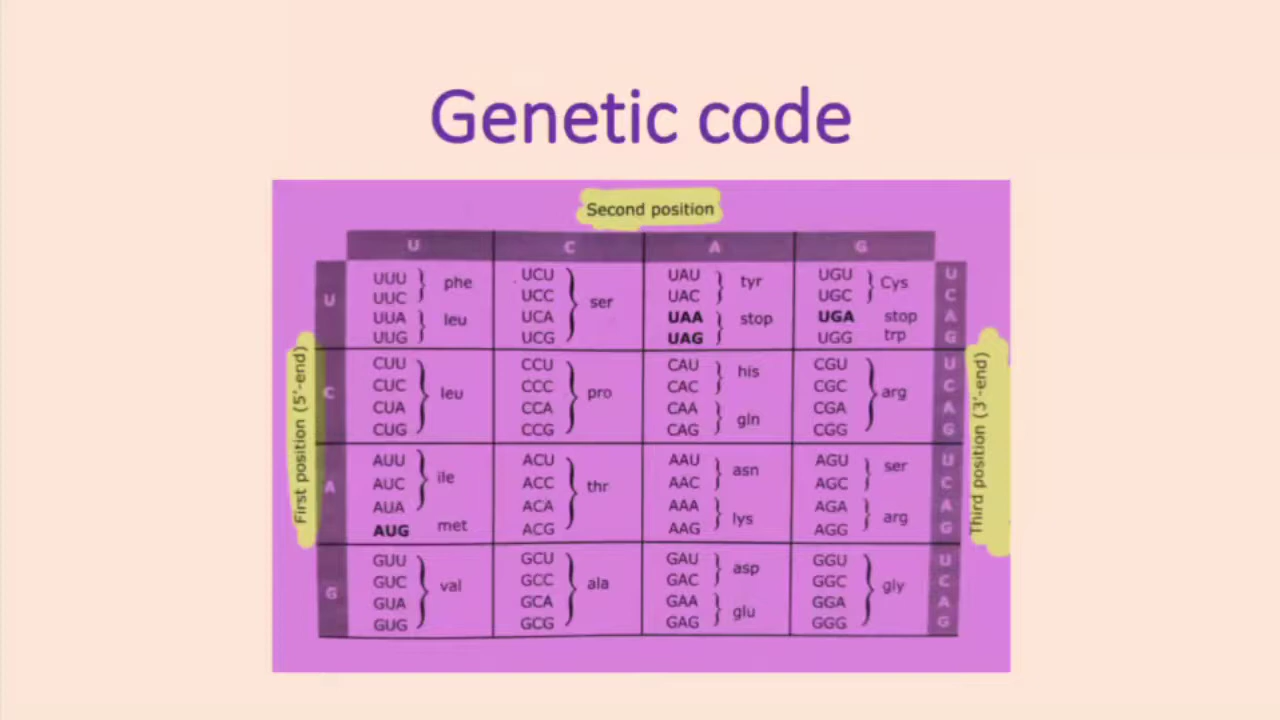 Genetic code
Second position
U C A G
First position (5'-end)
Third position (3'-end)
U
UUU
UUC
phe
UUA
UUG
leu
UCU
UCC
UCA
UCG
ser
UAU
UAC
tyr
UAA
UAG
stop
UGU
UGC
Cys
UGA stop
UGG trp
U
C
A
G
C
CUU
CUC
CUA
CUG
leu
CCU
CCC
CCA
CCG
pro
CAU
CAC
his
CAA
CAG
gln
CGU
CGC
CGA
CGG
arg
U
C
A
G
A
AUU
AUC
AUA
ile
AUG met
ACU
ACC
ACA
ACG
thr
AAU
AAC
asn
AAA
AAG
lys
AGU
AGC
ser
AGA
AGG
arg
U
C
A
G
G
GUU
GUC
GUA
GUG
val
GCU
GCC
GCA
GCG
ala
GAU
GAC
asp
GAA
GAG
glu
GGU
GGC
GGA
GGG
gly
U
C
A
G